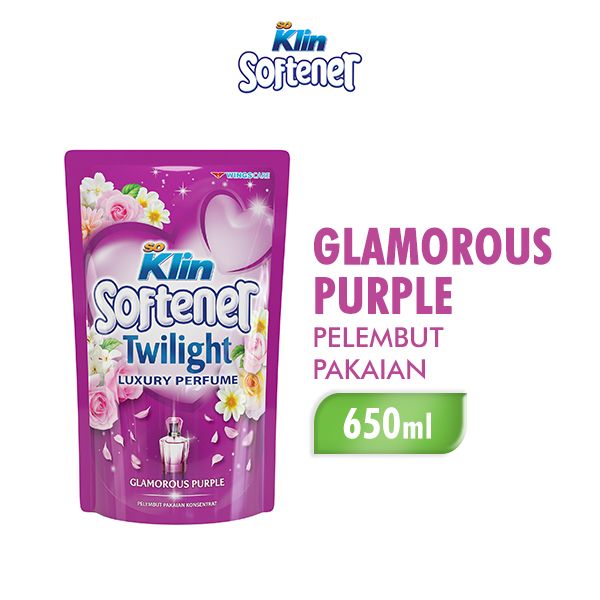 SO
Klin
Softener
WINGSCARE
SO
Klin
Softener
Twilight
LUXURY PERFUME
GLAMOROUS PURPLE
PELEMBUT PAKAIAN KONSENTRAT
GLAMOROUS
PURPLE
PELEMBUT
PAKAIAN
650ml